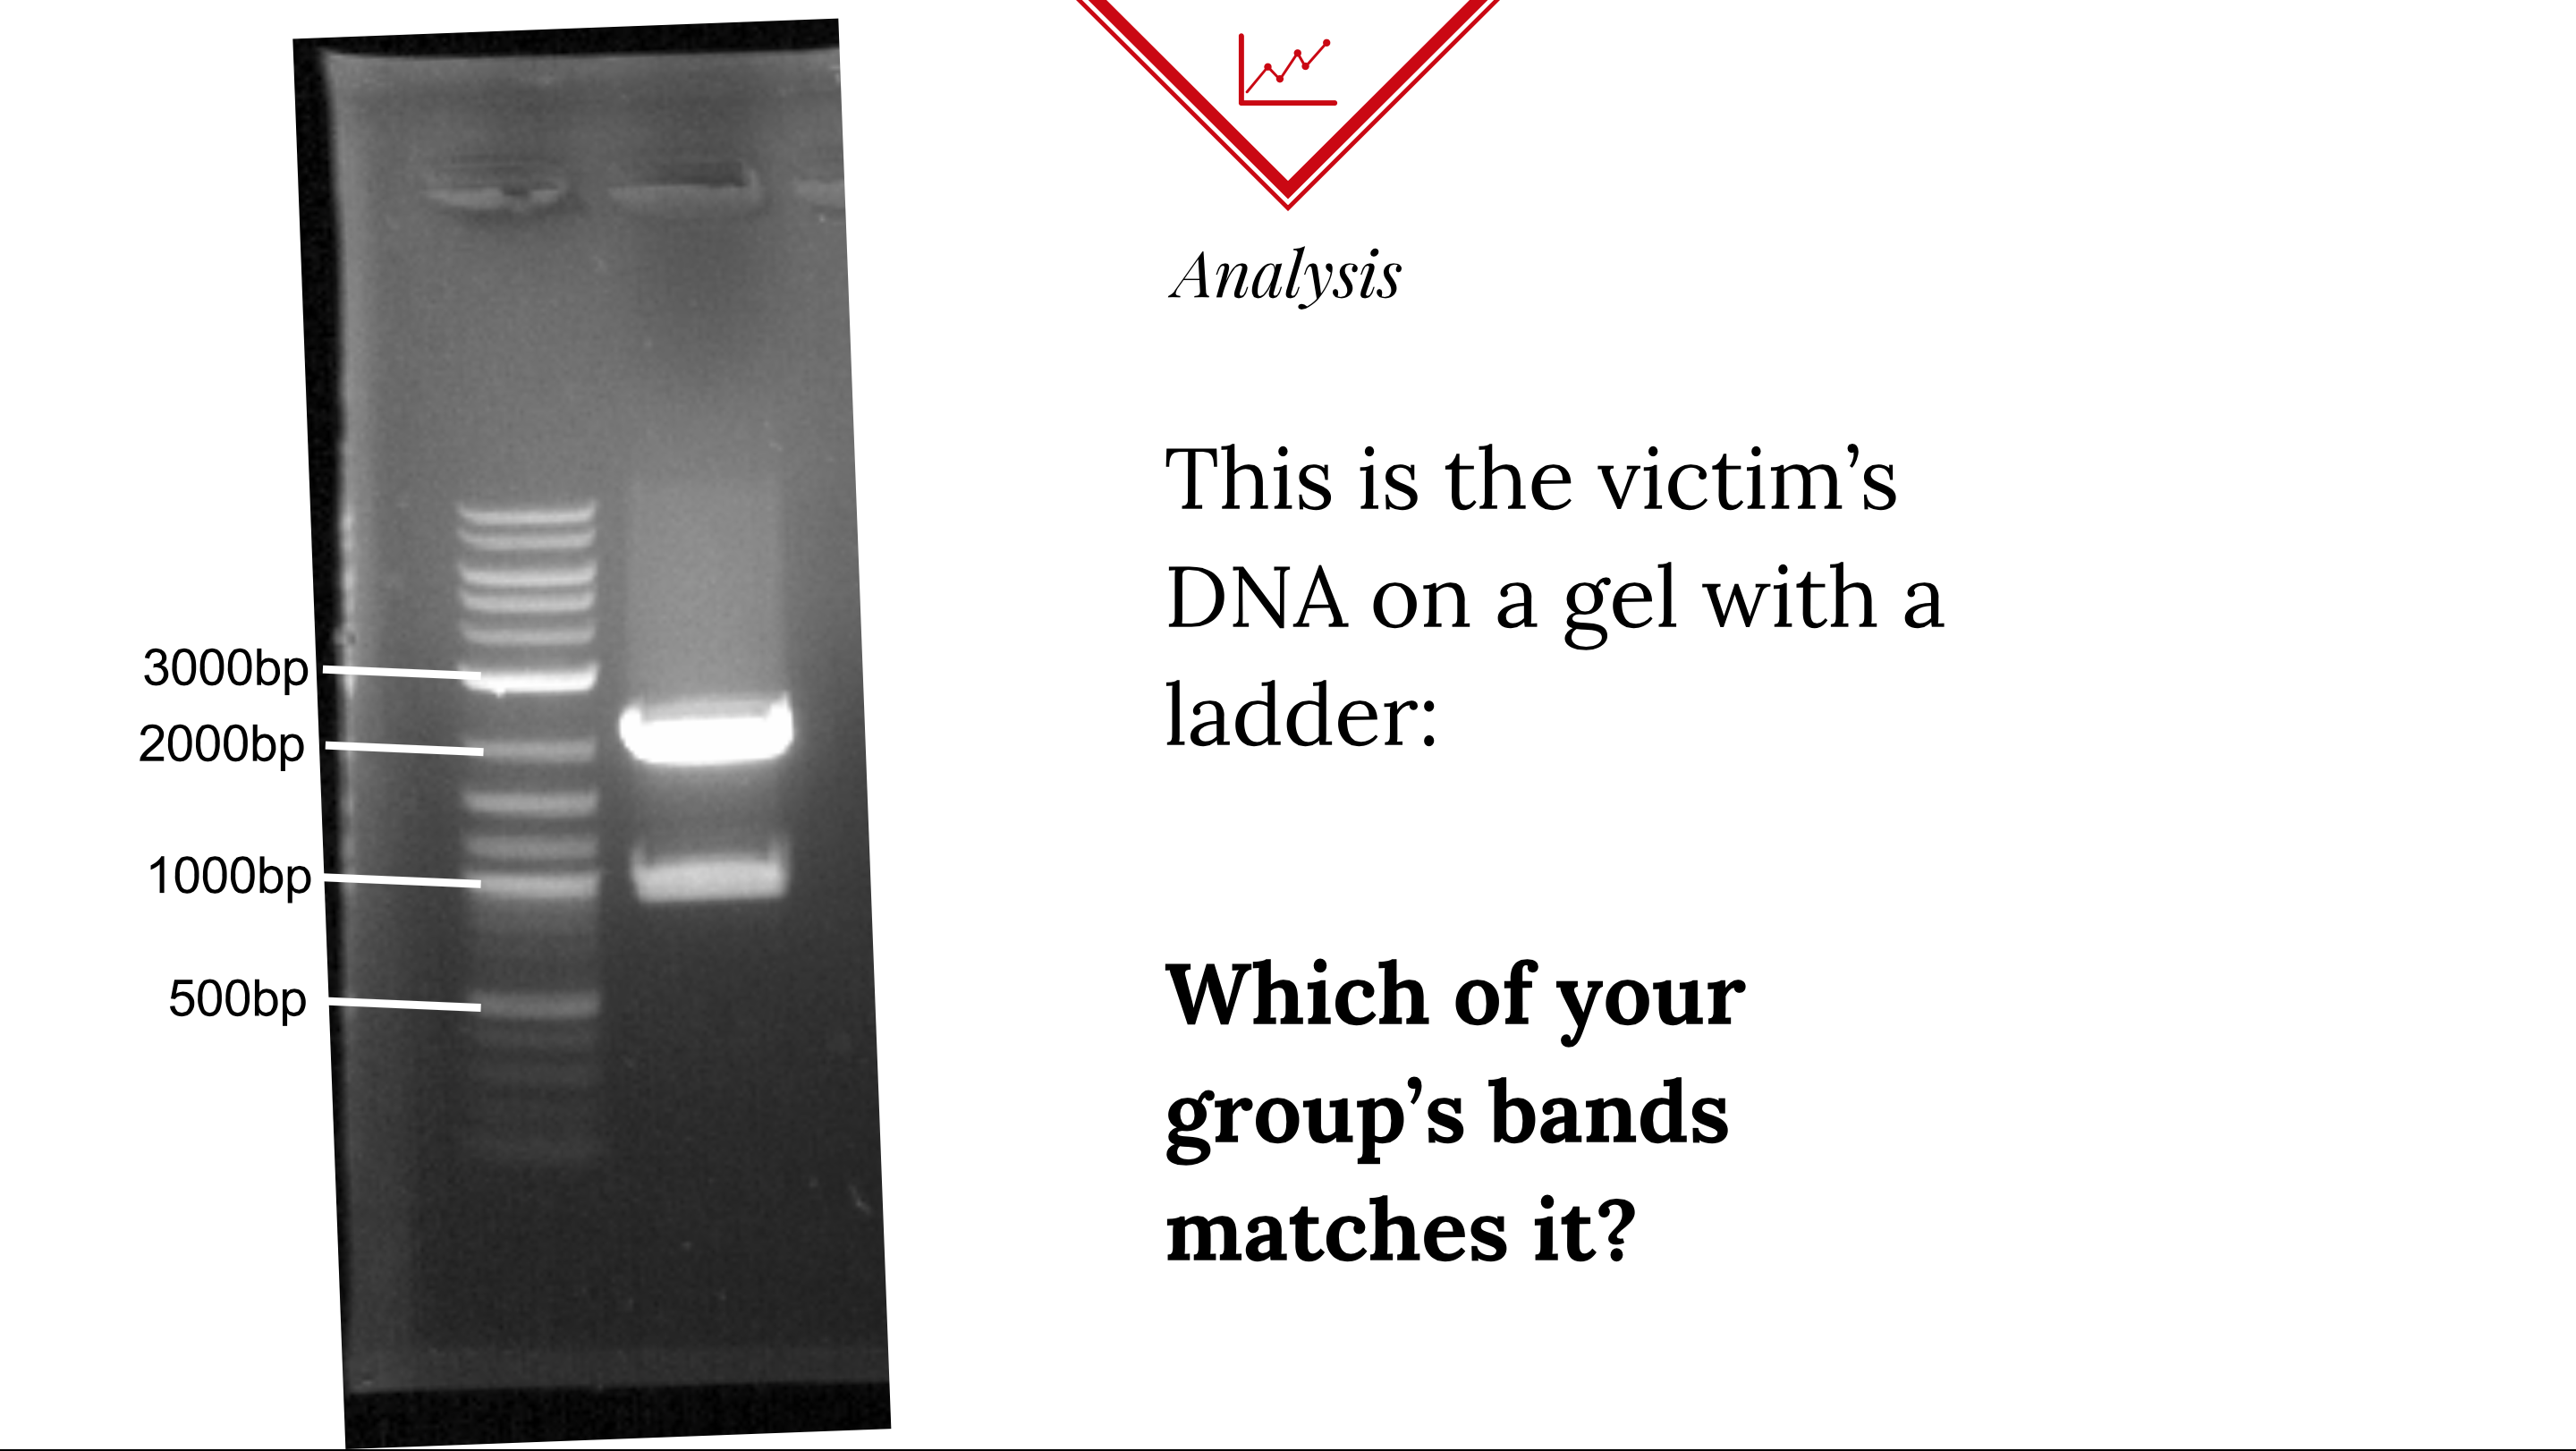 Analysis
This is the victim’s
DNA on a gel with a
ladder:
3000bp
2000bp
1000bp
500bp
Which of your
group’s bands
matches it?